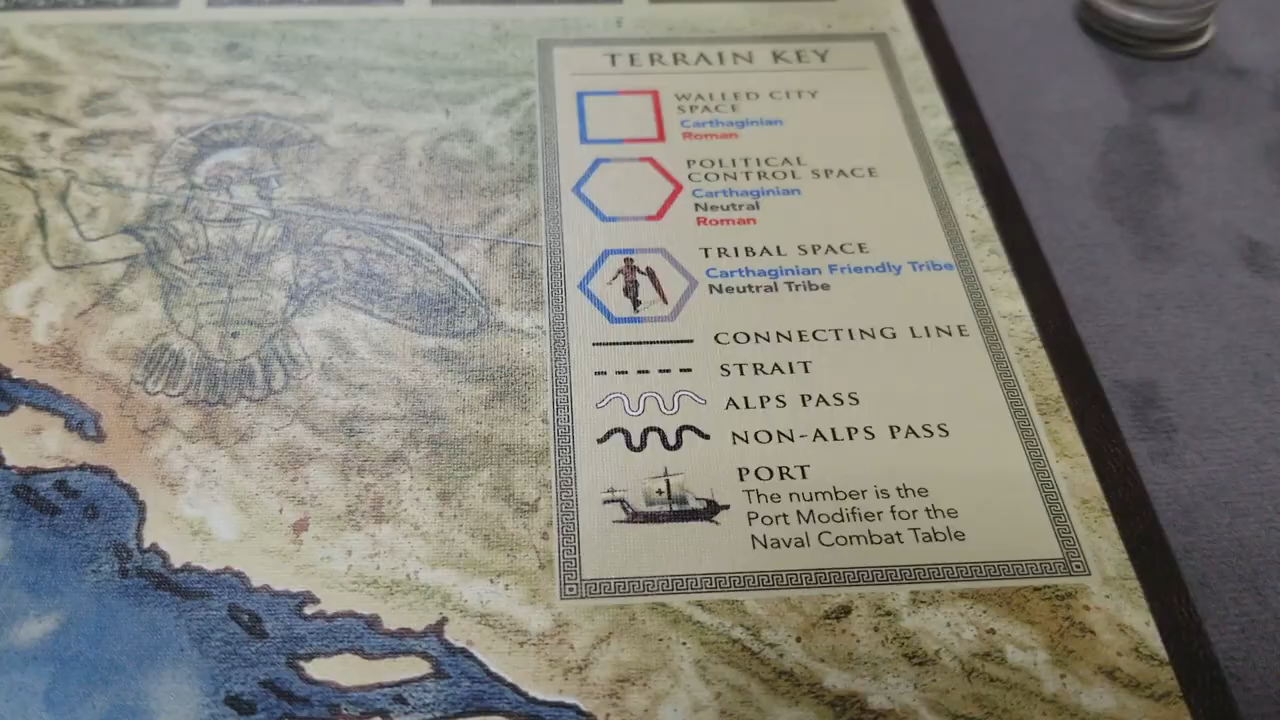 TERRAIN KEY
WALLED CITY
SPACE
Carthaginian
Roman
POLITICAL
CONTROL SPACE
Carthaginian
Neutral
Roman
TRIBAL SPACE
Carthaginian Friendly Tribe
Neutral Tribe
CONNECTING LINE
STRAIT
ALPS PASS
NON-ALPS PASS
PORT
The number is the
Port Modifier for the
Naval Combat Table